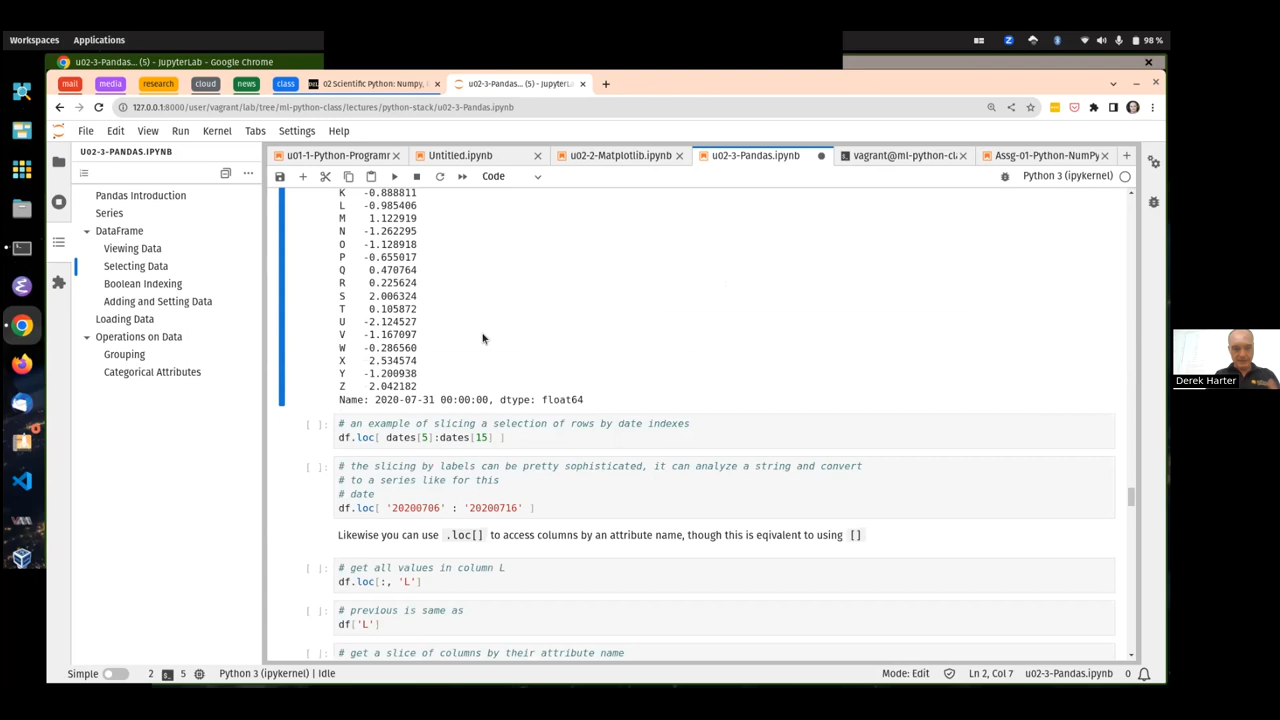 Workspaces Applications
98 %
u02-3-Pandas... (5) - JupyterLab - Google Chrome
mail media research cloud news class 02 Scientific Python: Numpy, u02-3-Pandas... (5) - JupyterLa
127.0.0.1:8000/user/vagrant/lab/tree/ml-python-class/lectures/python-stack/u02-3-Pandas.ipynb
File Edit View Run Kernel Tabs Settings Help
U02-3-PANDAS.IPYNB
u01-1-Python-Programr Untitled.ipynb u02-2-Matplotlib.ipynb u02-3-Pandas.ipynb vagrant@ml-python-cl Assg-01-Python-NumPy
Code
Python 3 (ipykernel)
Pandas Introduction
Series
DataFrame
Viewing Data
Selecting Data
Boolean Indexing
Adding and Setting Data
Loading Data
Operations on Data
Grouping
Categorical Attributes
K -0.888811
L -0.985406
M 1.122919
N -1.262295
O -1.128918
P -0.655017
Q 0.470764
R 0.225624
S 2.006324
T 0.105872
U -2.124527
V -1.167097
W -0.286560
X 2.534574
Y -1.200938
Z 2.042182
Name: 2020-07-31 00:00:00, dtype: float64
[ ]: # an example of slicing a selection of rows by date indexes
df.loc[ dates[5]:dates[15] ]
[ ]: # the slicing by labels can be pretty sophisticated, it can analyze a string and convert
# to a series like for this
# date
df.loc[ '20200706' : '20200716' ]
Likewise you can use .loc[] to access columns by an attribute name, though this is eqivalent to using []
[ ]: # get all values in column L
df.loc[:, 'L']
[ ]: # previous is same as
df['L']
[ ]: # get a slice of columns by their attribute name
Simple 2 5 Python 3 (ipykernel) | Idle
Mode: Edit Ln 2, Col 7 u02-3-Pandas.ipynb 0
Derek Harter